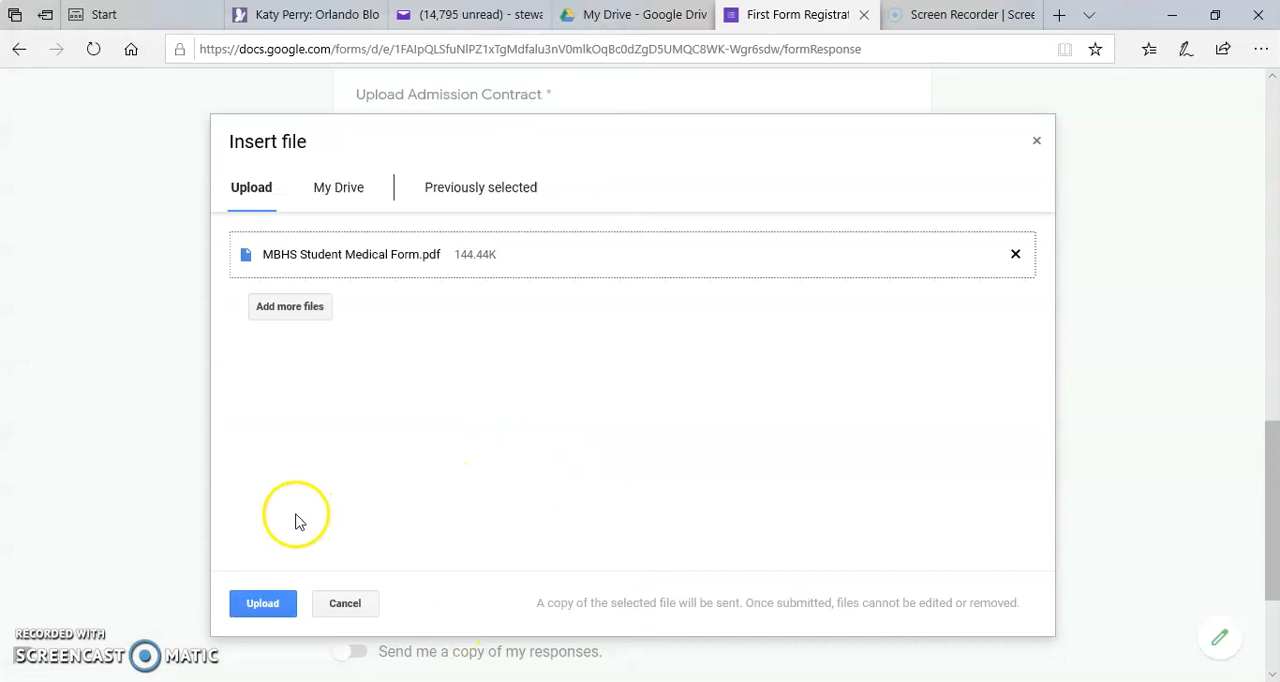 Start
Katy Perry: Orlando Blo
(14,795 unread) - stewa
My Drive - Google Driv
First Form Registrat
Screen Recorder | Scree
https://docs.google.com/forms/d/e/1FAIpQLSfuNlPZ1xTgMdfalu3nV0mlkOqBc0dZgD5UMQC8WK-Wgr6sdw/formResponse
Upload Admission Contract *
Insert file
Upload My Drive Previously selected
MBHS Student Medical Form.pdf 144.44K
Add more files
Upload Cancel A copy of the selected file will be sent. Once submitted, files cannot be edited or removed.
Send me a copy of my responses.
RECORDED WITH
SCREENCAST MATIC